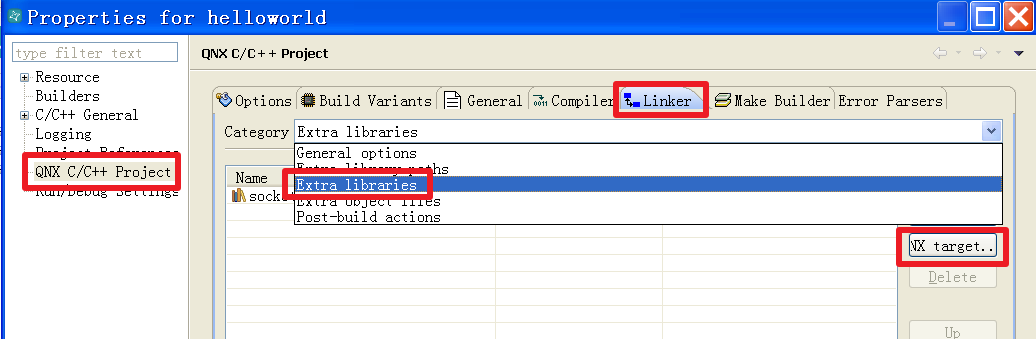 Properties for helloworld
type filter text
QNX C/C++ Project
Resource
Builders
C/C++ General
Logging
Project References
QNX C/C++ Project
Run/Debug Settings
Options Build Variants General Compiler Linker Make Builder Error Parsers
Category Extra libraries
General options
Extra library paths
Extra libraries
Extra object files
Post-build actions
Name
NX target..
Delete
Up